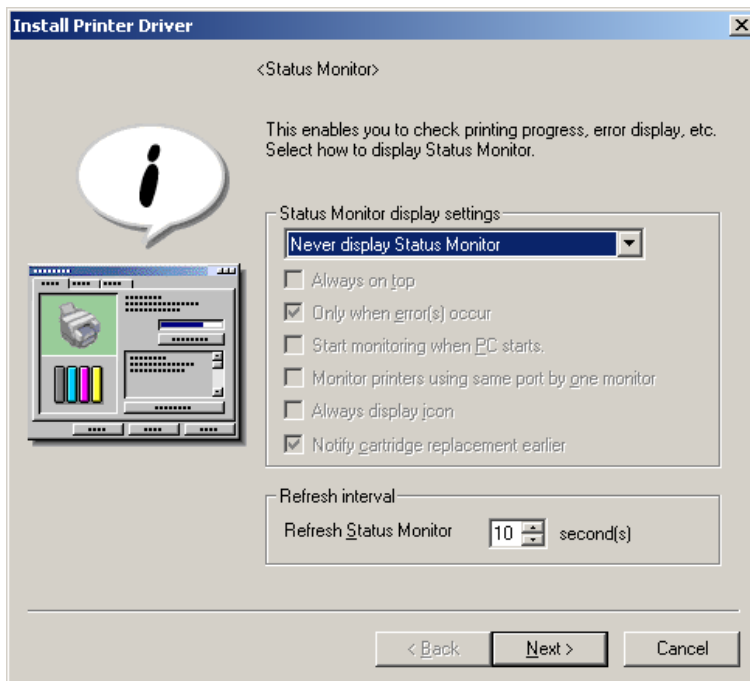 Install Printer Driver
<Status Monitor>
This enables you to check printing progress, error display, etc.
Select how to display Status Monitor.
Status Monitor display settings
Never display Status Monitor
Always on top
Only when error(s) occur
Start monitoring when PC starts.
Monitor printers using same port by one monitor
Always display icon
Notify cartridge replacement earlier
Refresh interval
Refresh Status Monitor 10 second(s)
< Back Next > Cancel